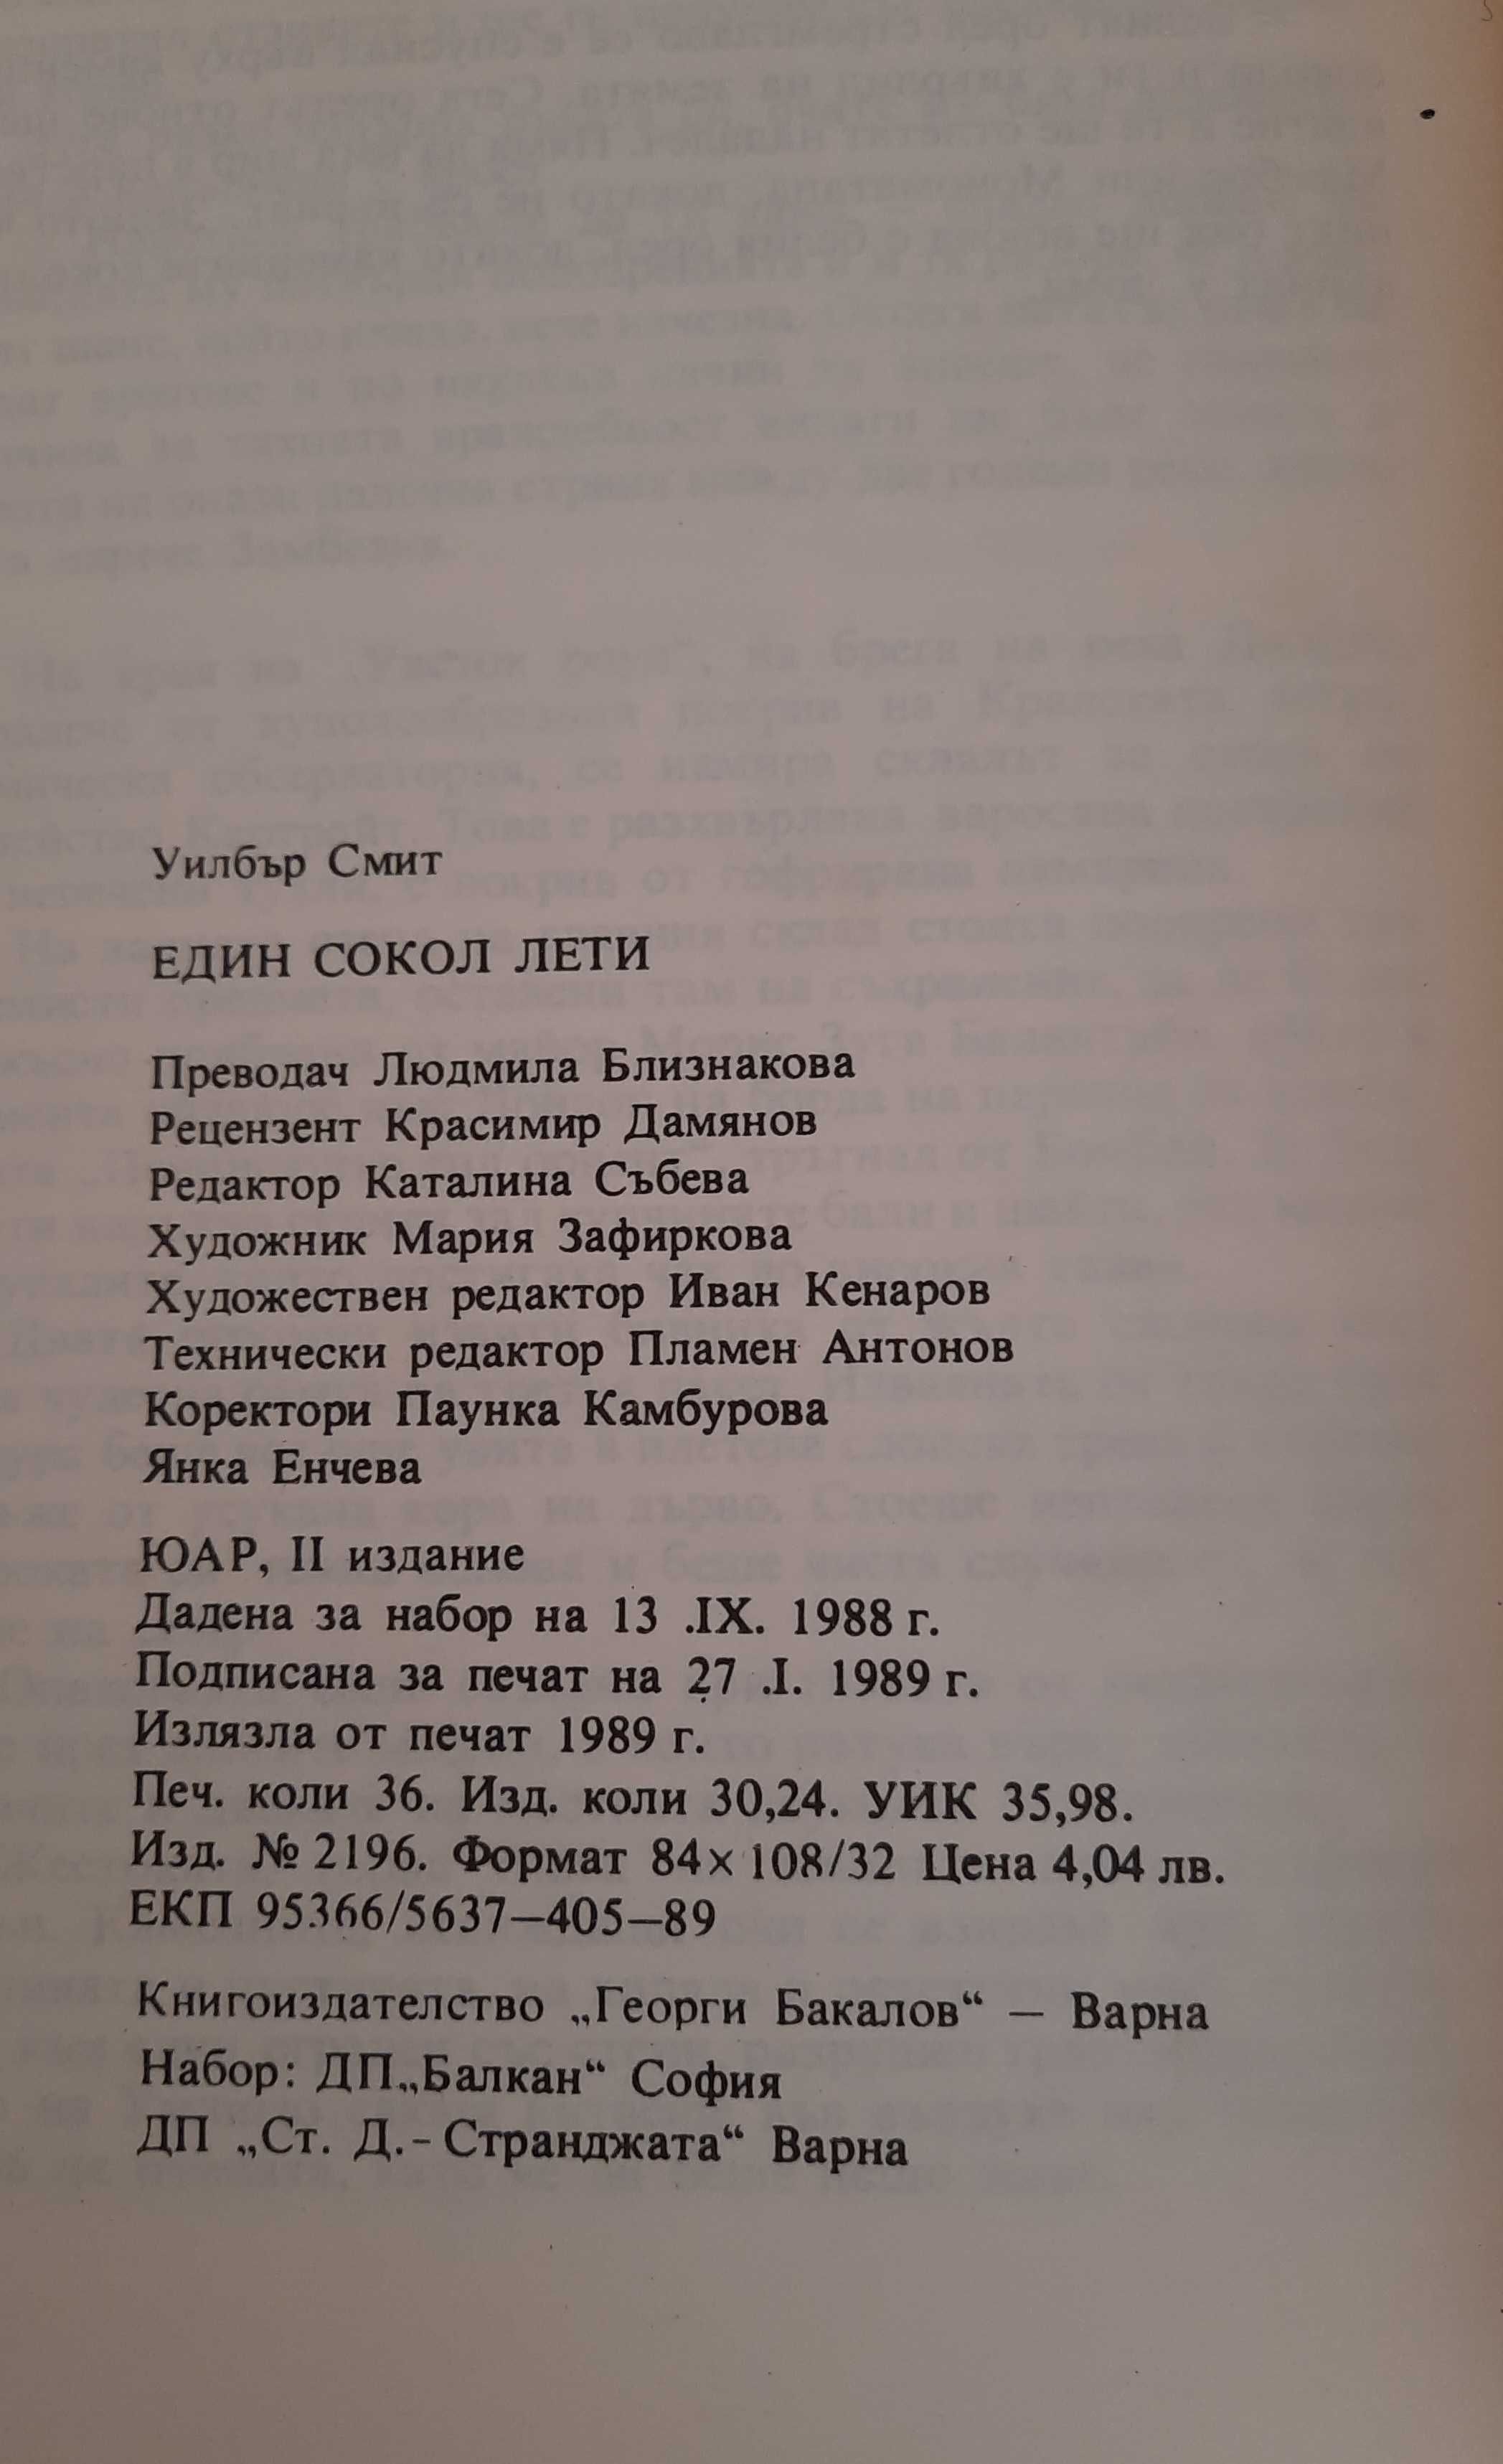 Уилбър Смит
ЕДИН СОКОЛ ЛЕТИ
Преводач Людмила Близнакова
Рецензент Красимир Дамянов
Редактор Каталина Събева
Художник Мария Зафиркова
Художествен редактор Иван Кенаров
Технически редактор Пламен Антонов
Коректори Паунка Камбурова
Янка Енчева
ЮАР, II издание
Дадена за набор на 13 .IX. 1988 г.
Подписана за печат на 27 .I. 1989 г.
Излязла от печат 1989 г.
Печ. коли 36. Изд. коли 30,24. УИК 35,98.
Изд. № 2196. Формат 84×108/32 Цена 4,04 лв.
ЕКП 95366/5637—405—89
Книгоиздателство „Георги Бакалов“ — Варна
Набор: ДП„Балкан“ София
ДП „Ст. Д.-Странджата“ Варна